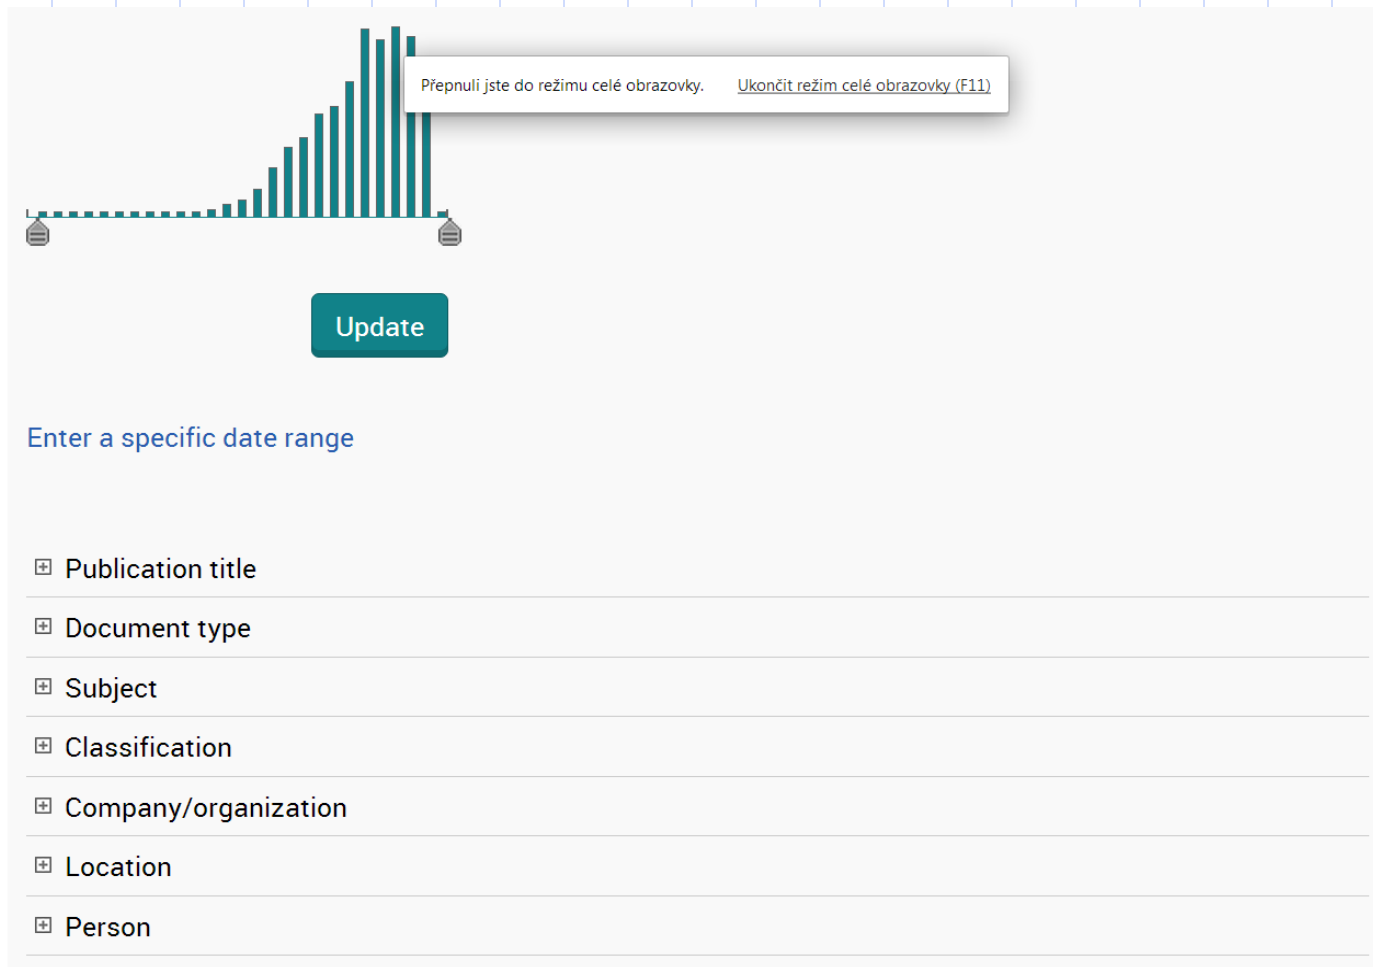 Přepnuli jste do režimu celé obrazovky. Ukončit režim celé obrazovky (F11)
Update
Enter a specific date range
Publication title
Document type
Subject
Classification
Company/organization
Location
Person